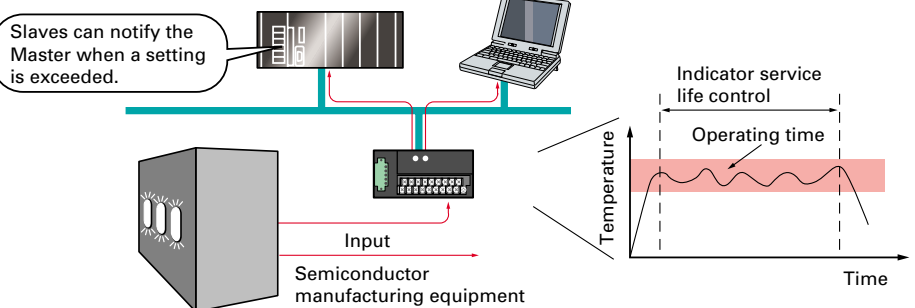 Slaves can notify the
Master when a setting
is exceeded.
Indicator service
life control
Operating time
Temperature
Time
Input
Semiconductor
manufacturing equipment